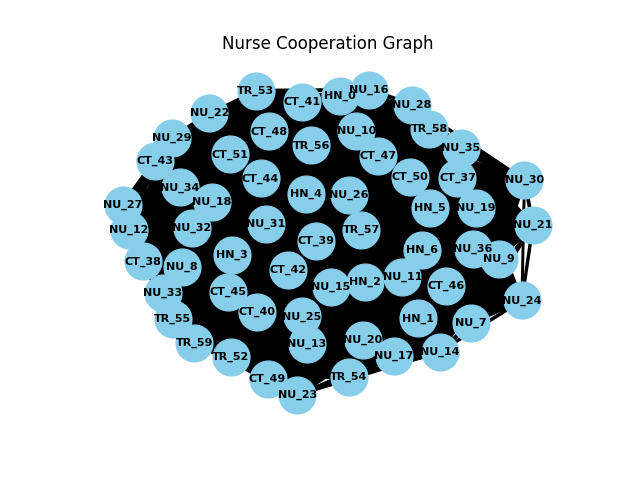 Nurse Cooperation Graph
TR_53
NU_16
HN_0
CT_41
NU_28
NU_22
TR_58
CT_48
NU_10
NU_29
TR_56
NU_35
CT_51
CT_47
CT_43
CT_50
CT_37
CT_44
NU_30
NU_34
HN_4
NU_26
NU_18
NU_27
HN_5
NU_19
NU_31
NU_21
NU_32
NU_12
TR_57
CT_39
HN_6
NU_36
HN_3
NU_9
CT_38
NU_8
CT_42
NU_11
HN_2
CT_46
NU_15
CT_45
NU_33
NU_24
CT_40
NU_25
HN_1
TR_55
NU_7
NU_20
TR_59
NU_13
NU_14
NU_17
TR_52
TR_54
CT_49
NU_23